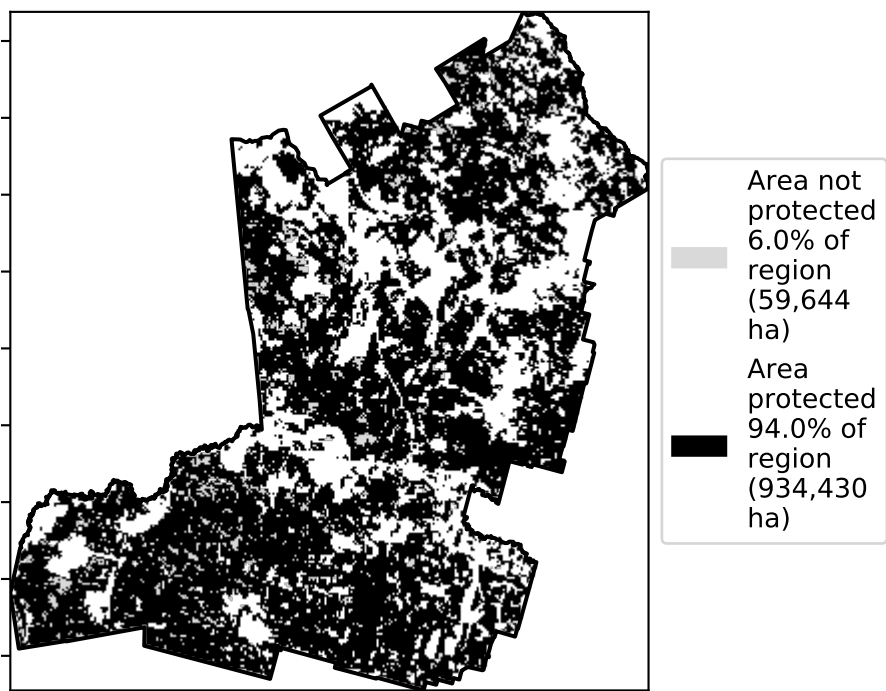 Area not
protected
6.0% of
region
(59,644
ha)
Area
protected
94.0% of
region
(934,430
ha)